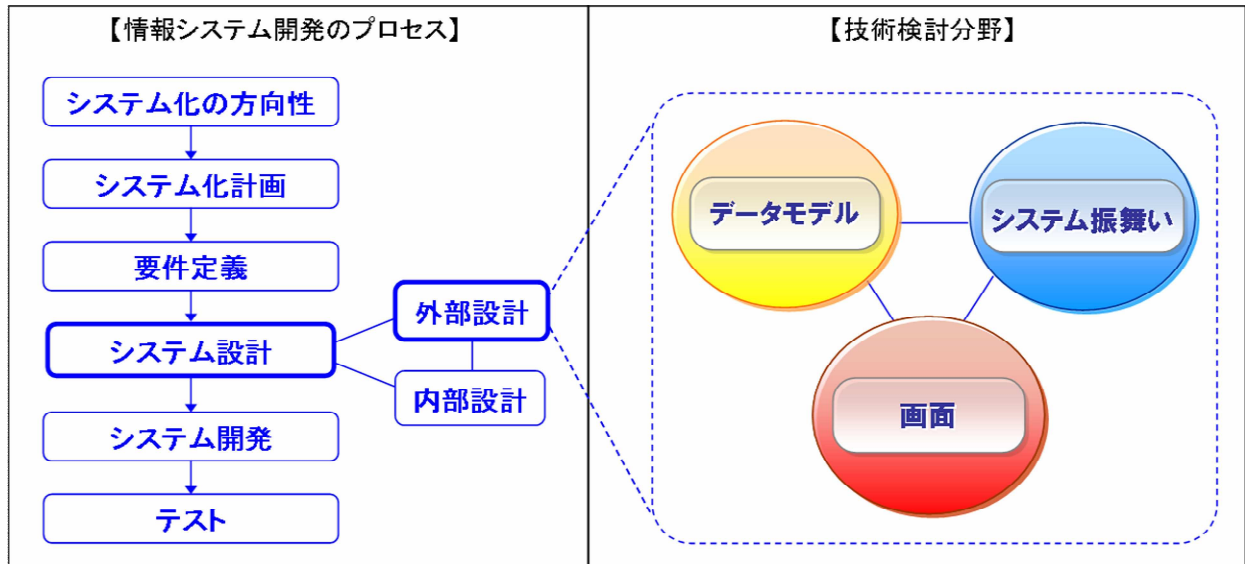 【情報システム開発のプロセス】
システム化の方向性
システム化計画
要件定義
システム設計
外部設計
内部設計
システム開発
テスト
【技術検討分野】
データモデル
システム振舞い
画面